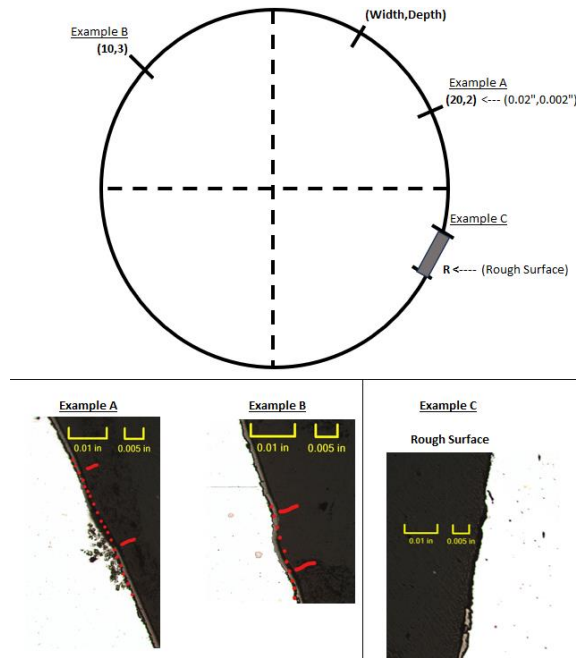 Example B
(10,3)
(Width,Depth)
Example A
(20,2) <--- (0.02",0.002")
Example C
R <---- (Rough Surface)
Example A
Example B
Example C
Rough Surface
0.01 in
0.005 in
0.01 in
0.005 in
0.01 in
0.005 in